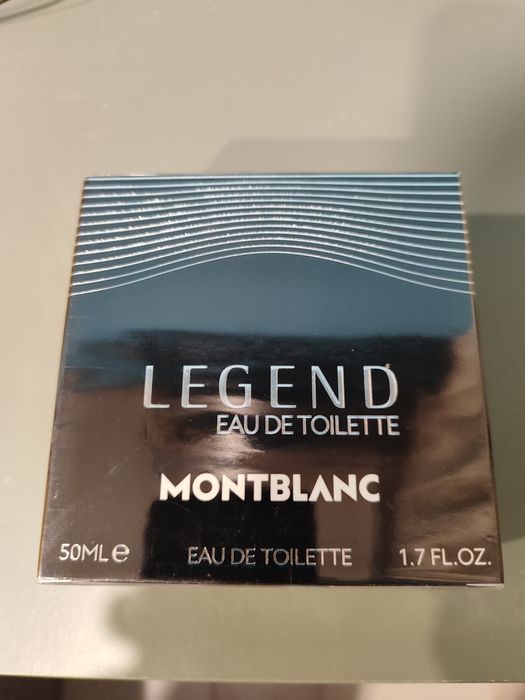 LEGEND
EAU DE TOILETTE
MONTBLANC
50ML ℮ EAU DE TOILETTE 1.7 FL.OZ.